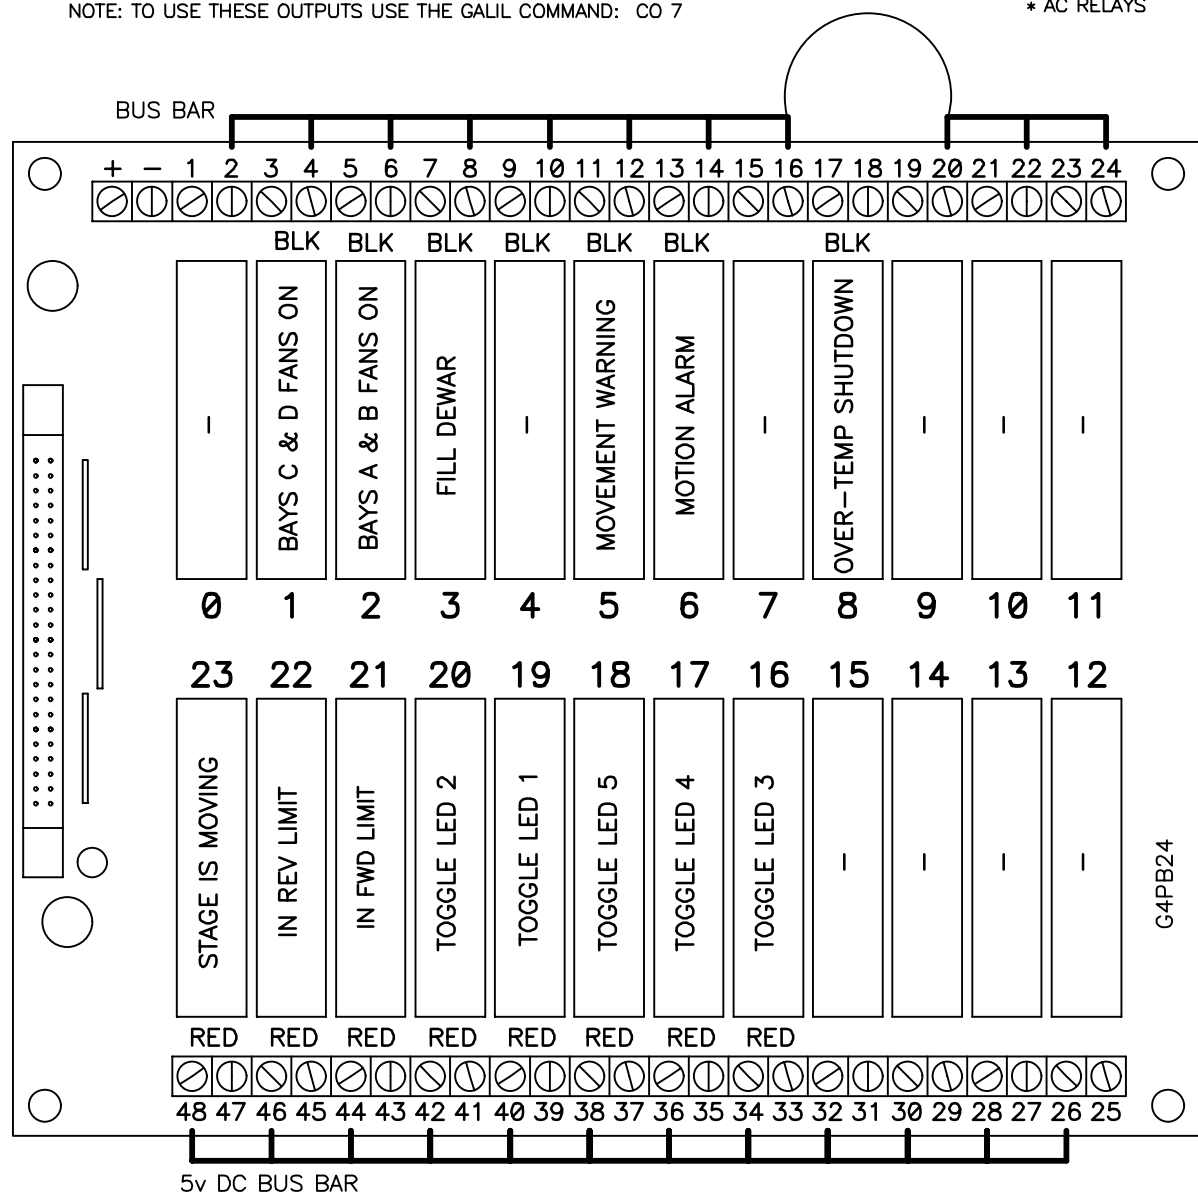 NOTE: TO USE THESE OUTPUTS USE THE GALIL COMMAND: CO 7
* AC RELAYS
BUS BAR
+ − 1 2 3 4 5 6 7 8 9 10 11 12 13 14 15 16 17 18 19 20 21 22 23 24
BLK BLK BLK BLK BLK BLK BLK
–
BAYS C & D FANS ON
BAYS A & B FANS ON
FILL DEWAR
–
MOVEMENT WARNING
MOTION ALARM
–
OVER-TEMP SHUTDOWN
–
–
–
0 1 2 3 4 5 6 7 8 9 10 11
23 22 21 20 19 18 17 16 15 14 13 12
STAGE IS MOVING
IN REV LIMIT
IN FWD LIMIT
TOGGLE LED 2
TOGGLE LED 1
TOGGLE LED 5
TOGGLE LED 4
TOGGLE LED 3
–
–
–
–
G4PB24
RED RED RED RED RED RED RED RED
48 47 46 45 44 43 42 41 40 39 38 37 36 35 34 33 32 31 30 29 28 27 26 25
5v DC BUS BAR